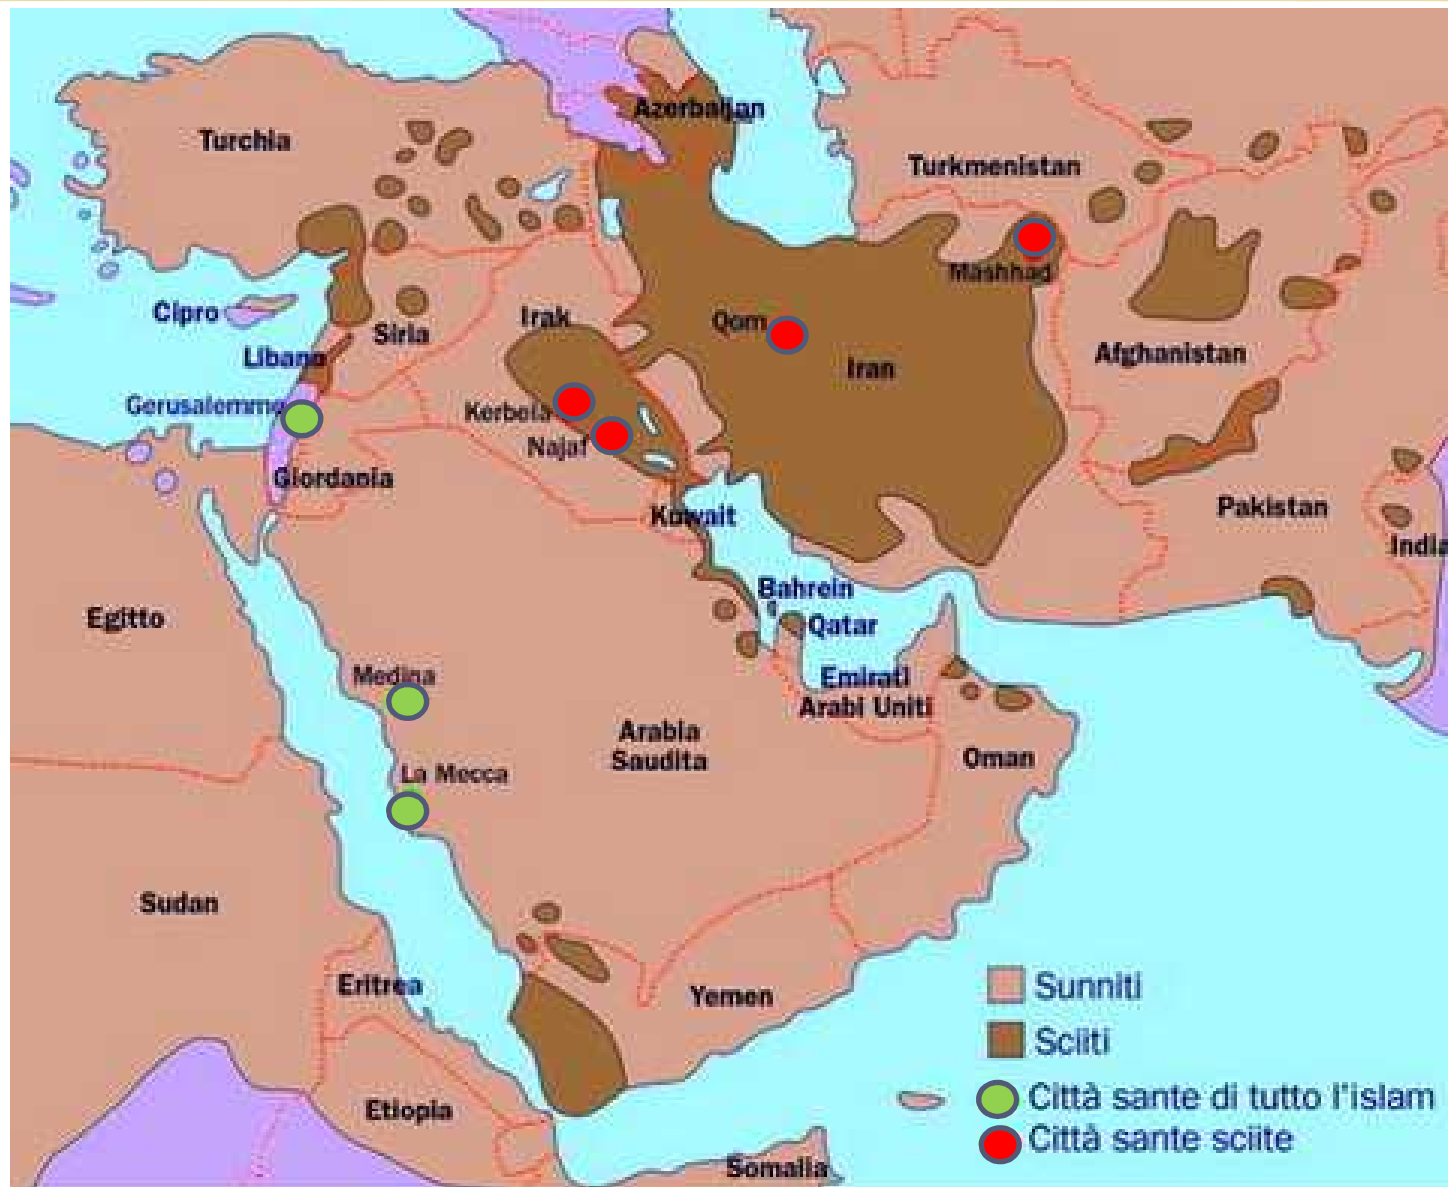 Azerbaijan
Turchia
Turkmenistan
Mashhad
Cipro
Siria
Irak
Qom
Libano
Afghanistan
Iran
Gerusalemme
Kerbela
Najaf
Giordania
Kuwait
Pakistan
India
Bahrein
Egitto
Qatar
Medina
Emirati
Arabi Uniti
Arabia
Saudita
Oman
La Mecca
Sudan
Eritrea
Yemen
Sunniti
Sciiti
Città sante di tutto l'islam
Etiopia
Città sante sciite
Somalia